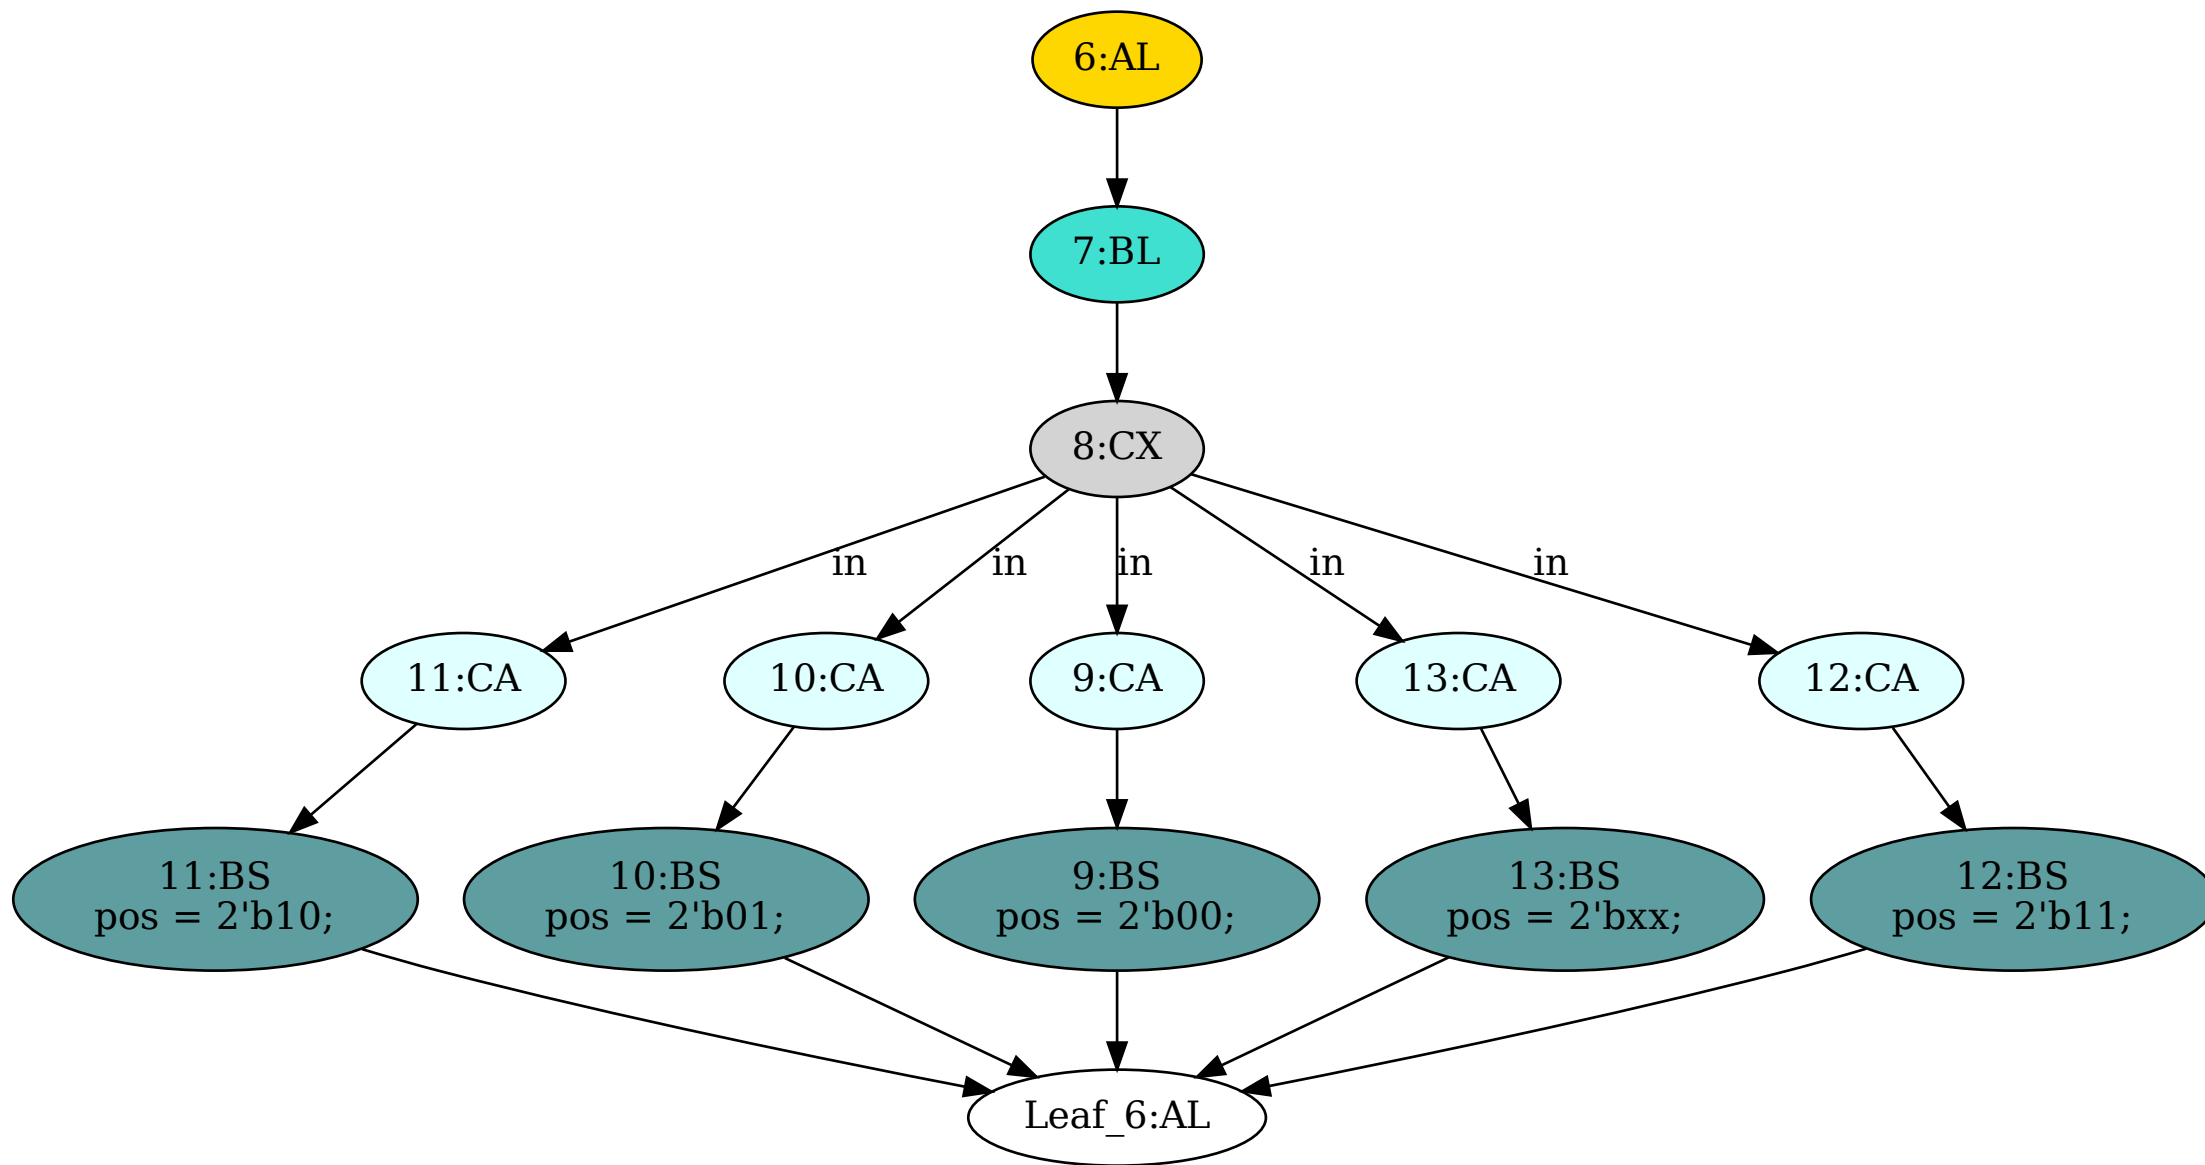 6:AL
7:BL
8:CX
in
in
in
in
in
11:CA
10:CA
9:CA
13:CA
12:CA
11:BS
pos = 2'b10;
10:BS
pos = 2'b01;
9:BS
pos = 2'b00;
13:BS
pos = 2'bxx;
12:BS
pos = 2'b11;
Leaf_6:AL